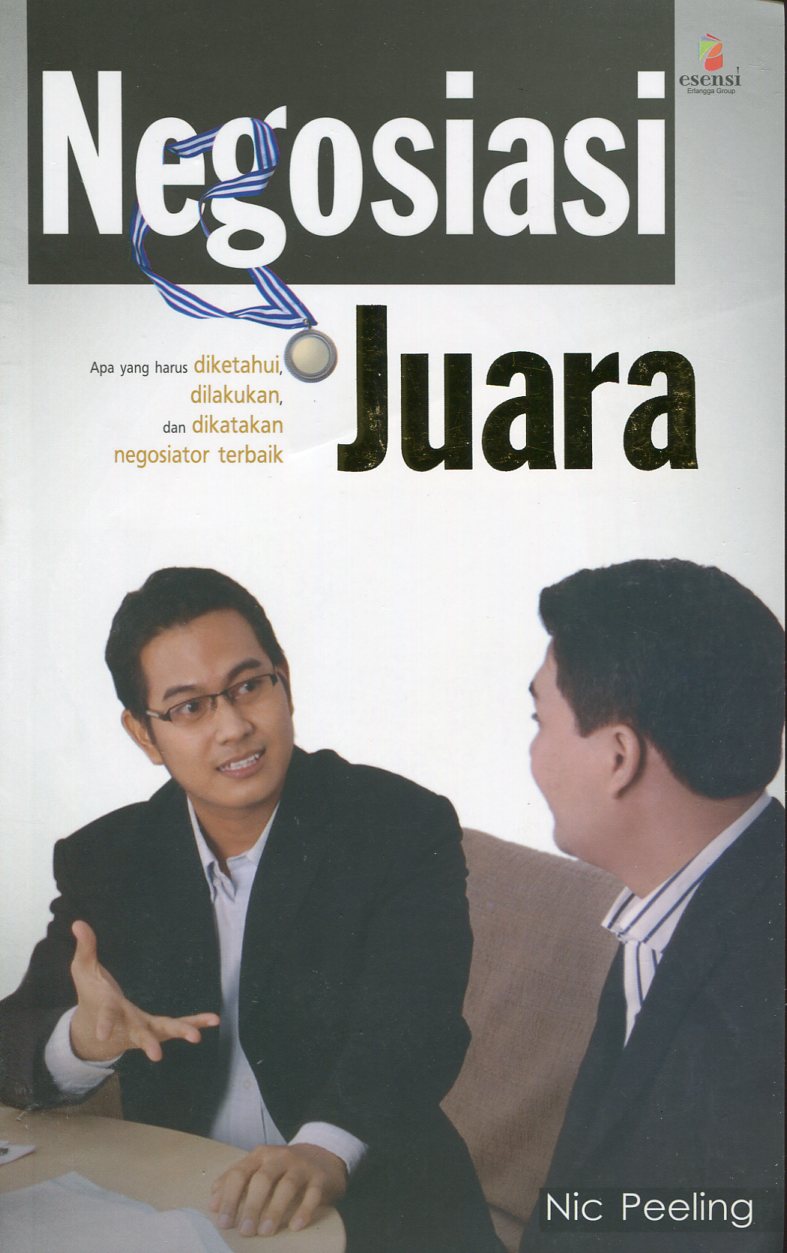 esensi
Erlangga Group
Negosiasi
Juara
Apa yang harus diketahui,
dilakukan,
dan dikatakan
negosiator terbaik
Nic Peeling